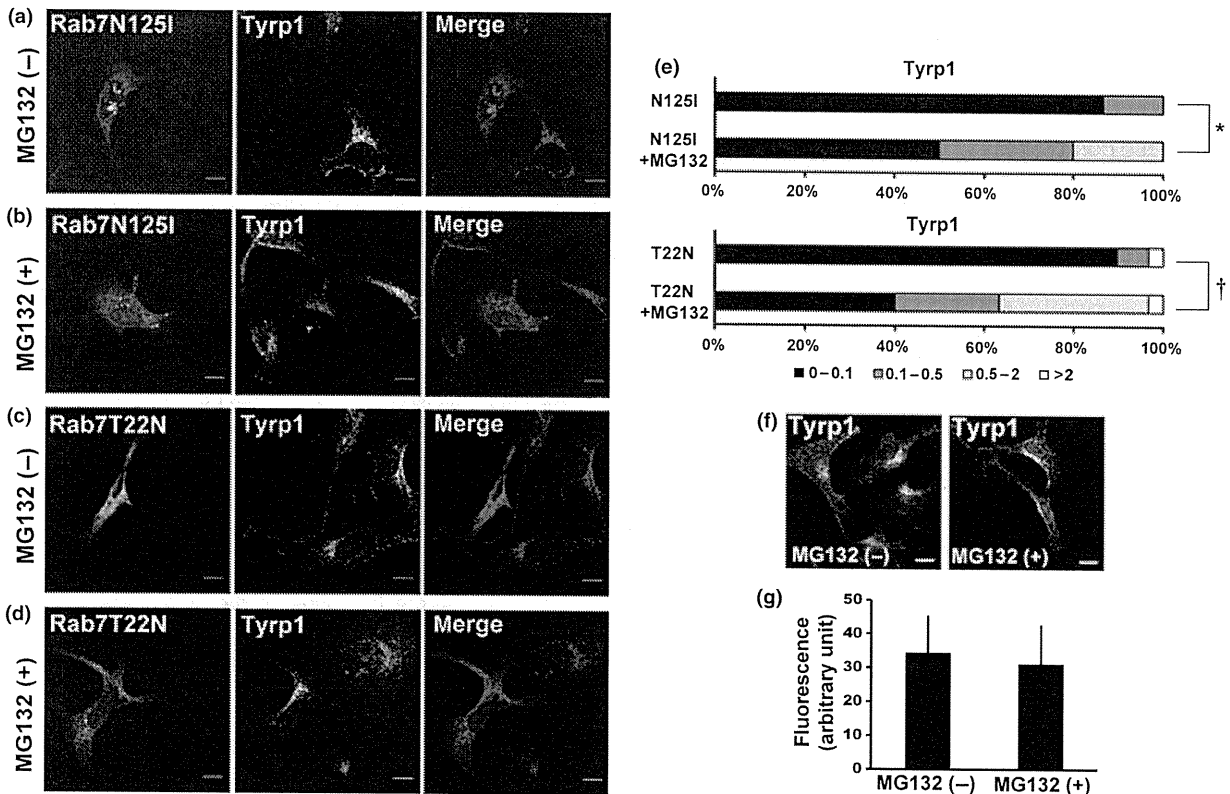 (a)
MG132 (–)
Rab7N125I
Tyrp1
Merge
(b)
MG132 (+)
Rab7N125I
Tyrp1
Merge
(c)
MG132 (–)
Rab7T22N
Tyrp1
Merge
(d)
MG132 (+)
Rab7T22N
Tyrp1
Merge
(e)
Tyrp1
N125I
N125I
+MG132
*
0% 20% 40% 60% 80% 100%
Tyrp1
T22N
T22N
+MG132
†
0% 20% 40% 60% 80% 100%
■ 0–0.1 0.1–0.5 0.5–2 □ >2
(f)
Tyrp1
MG132 (–)
Tyrp1
MG132 (+)
(g)
Fluorescence
(arbitrary unit)
50
40
30
20
10
0
MG132 (–) MG132 (+)